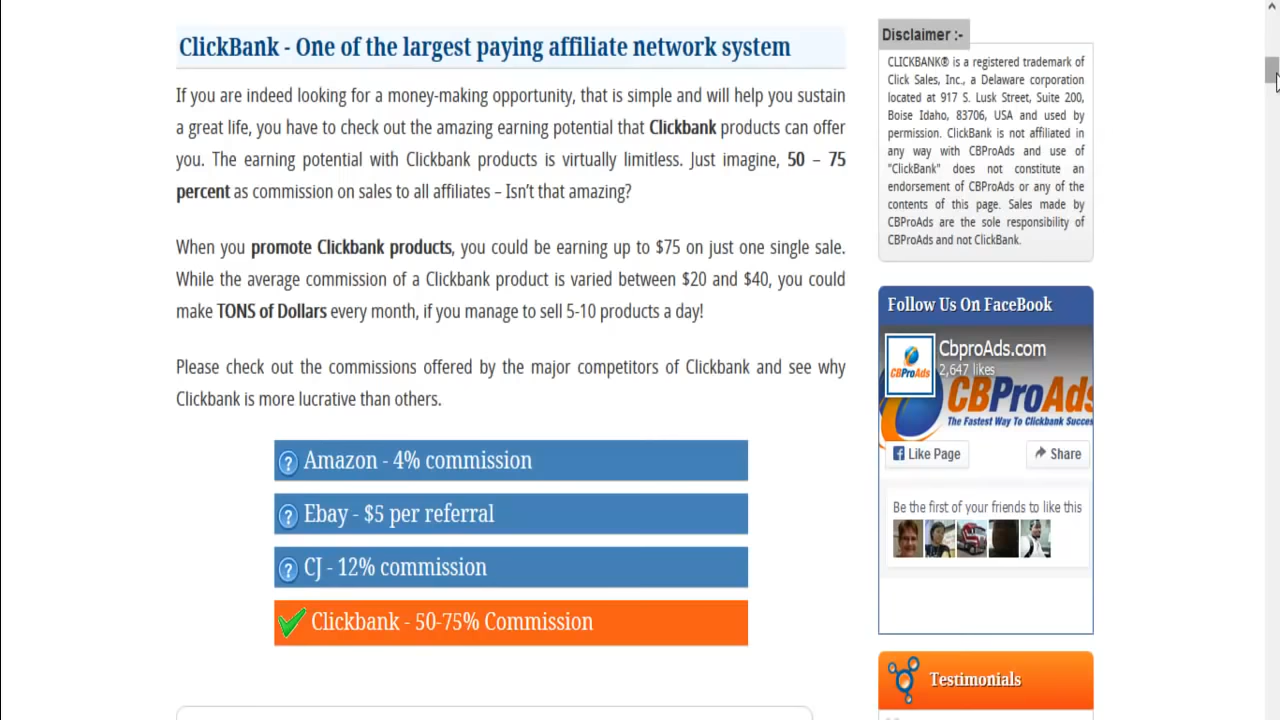 ClickBank - One of the largest paying affiliate network system
If you are indeed looking for a money-making opportunity, that is simple and will help you sustain
a great life, you have to check out the amazing earning potential that Clickbank products can offer
you. The earning potential with Clickbank products is virtually limitless. Just imagine, 50 – 75
percent as commission on sales to all affiliates – Isn't that amazing?
When you promote Clickbank products, you could be earning up to $75 on just one single sale.
While the average commission of a Clickbank product is varied between $20 and $40, you could
make TONS of Dollars every month, if you manage to sell 5-10 products a day!
Please check out the commissions offered by the major competitors of Clickbank and see why
Clickbank is more lucrative than others.
? Amazon - 4% commission
? Ebay - $5 per referral
? CJ - 12% commission
Clickbank - 50-75% Commission
Disclaimer :-
CLICKBANK® is a registered trademark of
Click Sales, Inc., a Delaware corporation
located at 917 S. Lusk Street, Suite 200,
Boise Idaho, 83706, USA and used by
permission. ClickBank is not affiliated in
any way with CBProAds and use of
"ClickBank" does not constitute an
endorsement of CBProAds or any of the
contents of this page. Sales made by
CBProAds are the sole responsibility of
CBProAds and not ClickBank.
Follow Us On FaceBook
CBProAds
CbproAds.com
2,647 likes
CBProAds
The Fastest Way To Clickbank Succes
Like Page
Share
Be the first of your friends to like this
Testimonials